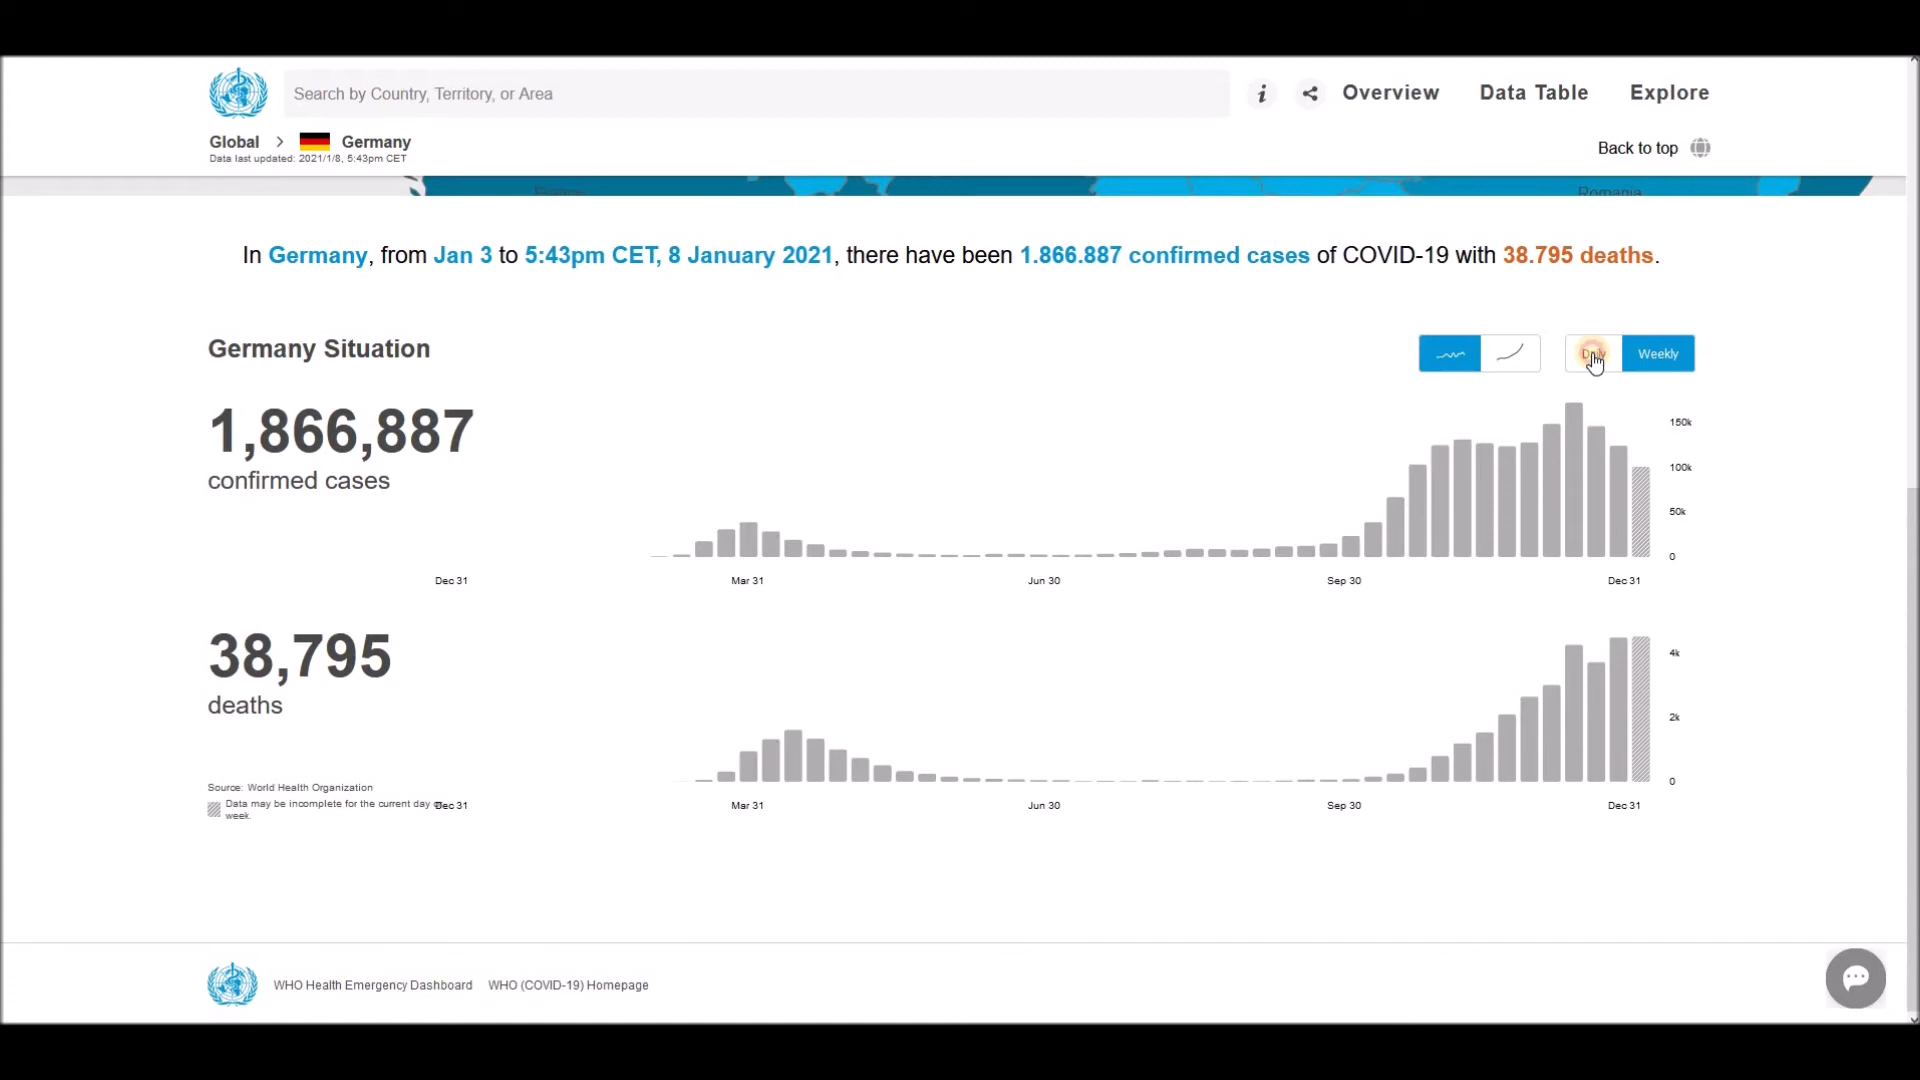 Search by Country, Territory, or Area
Overview
Data Table
Explore
Global > Germany
Data last updated: 2021/1/8, 5:43pm CET
Back to top
France
Romania
In Germany, from Jan 3 to 5:43pm CET, 8 January 2021, there have been 1.866.887 confirmed cases of COVID-19 with 38.795 deaths.
Germany Situation
Daily
Weekly
1,866,887
confirmed cases
150k
100k
50k
0
Dec 31
Mar 31
Jun 30
Sep 30
Dec 31
38,795
deaths
4k
2k
0
Source: World Health Organization
Data may be incomplete for the current day
week.
Dec 31
Mar 31
Jun 30
Sep 30
Dec 31
WHO Health Emergency Dashboard
WHO (COVID-19) Homepage